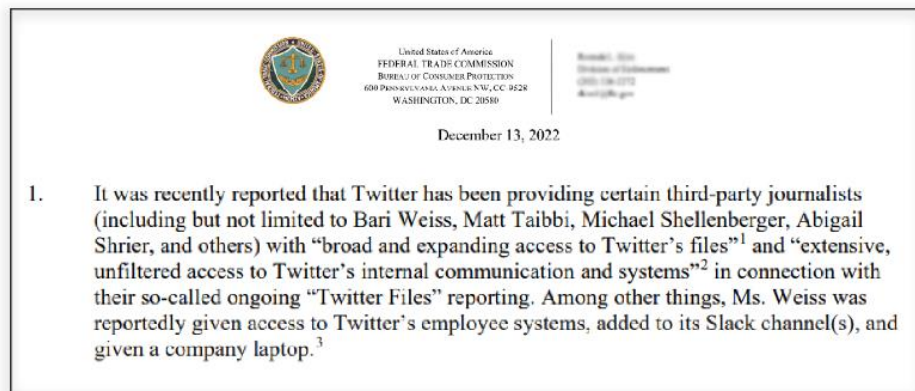 United States of America
FEDERAL TRADE COMMISSION
BUREAU OF CONSUMER PROTECTION
600 PENNSYLVANIA AVENUE NW, CC-9528
WASHINGTON, DC 20580
December 13, 2022
1. It was recently reported that Twitter has been providing certain third-party journalists
(including but not limited to Bari Weiss, Matt Taibbi, Michael Shellenberger, Abigail
Shrier, and others) with “broad and expanding access to Twitter’s files”1 and “extensive,
unfiltered access to Twitter’s internal communication and systems”2 in connection with
their so-called ongoing “Twitter Files” reporting. Among other things, Ms. Weiss was
reportedly given access to Twitter’s employee systems, added to its Slack channel(s), and
given a company laptop.3